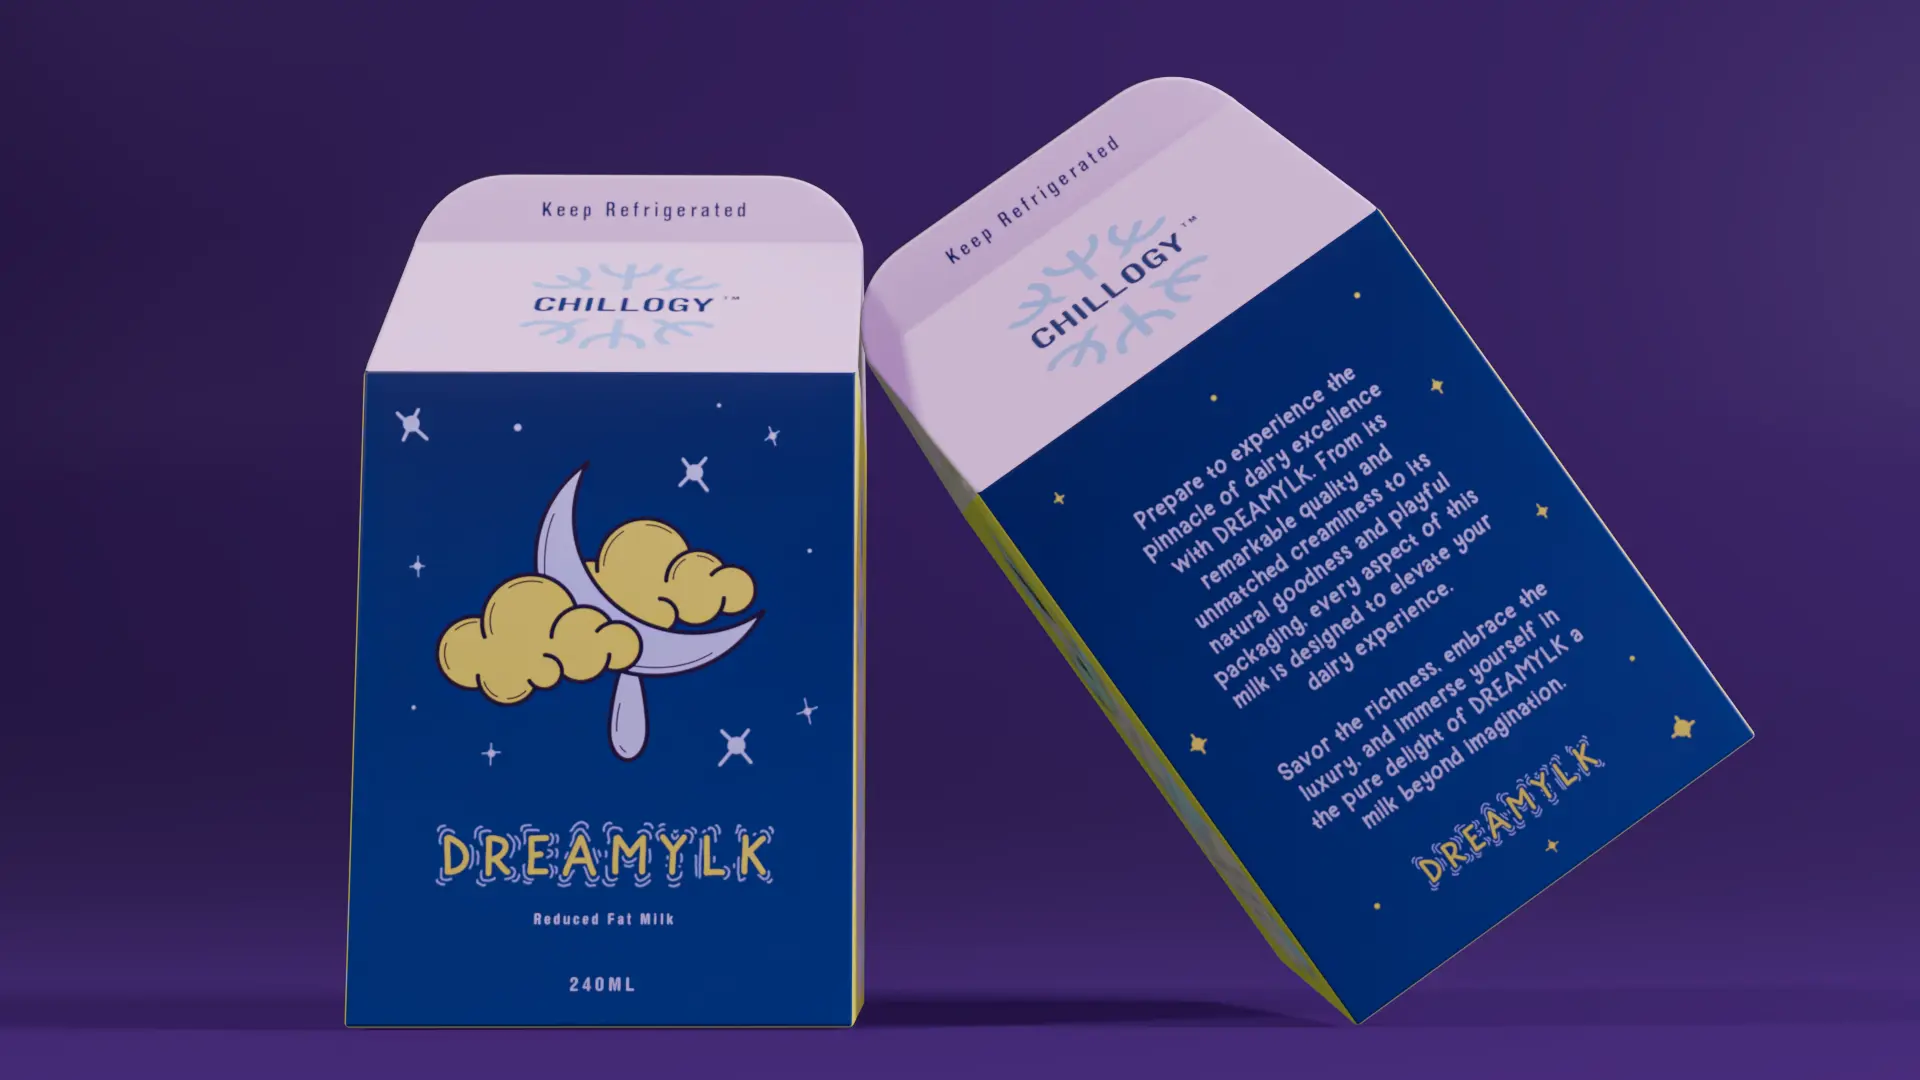 Keep Refrigerated
CHILLOGY™
DREAMYLK
Reduced Fat Milk
240ML
Keep Refrigerated
CHILLOGY™
Prepare to experience the
pinnacle of dairy excellence
with DREAMYLK. From its
remarkable quality and
unmatched creaminess to its
natural goodness and playful
packaging, every aspect of this
milk is designed to elevate your
dairy experience.
Savor the richness, embrace the
luxury, and immerse yourself in
the pure delight of DREAMYLK a
milk beyond imagination.
DREAMYLK